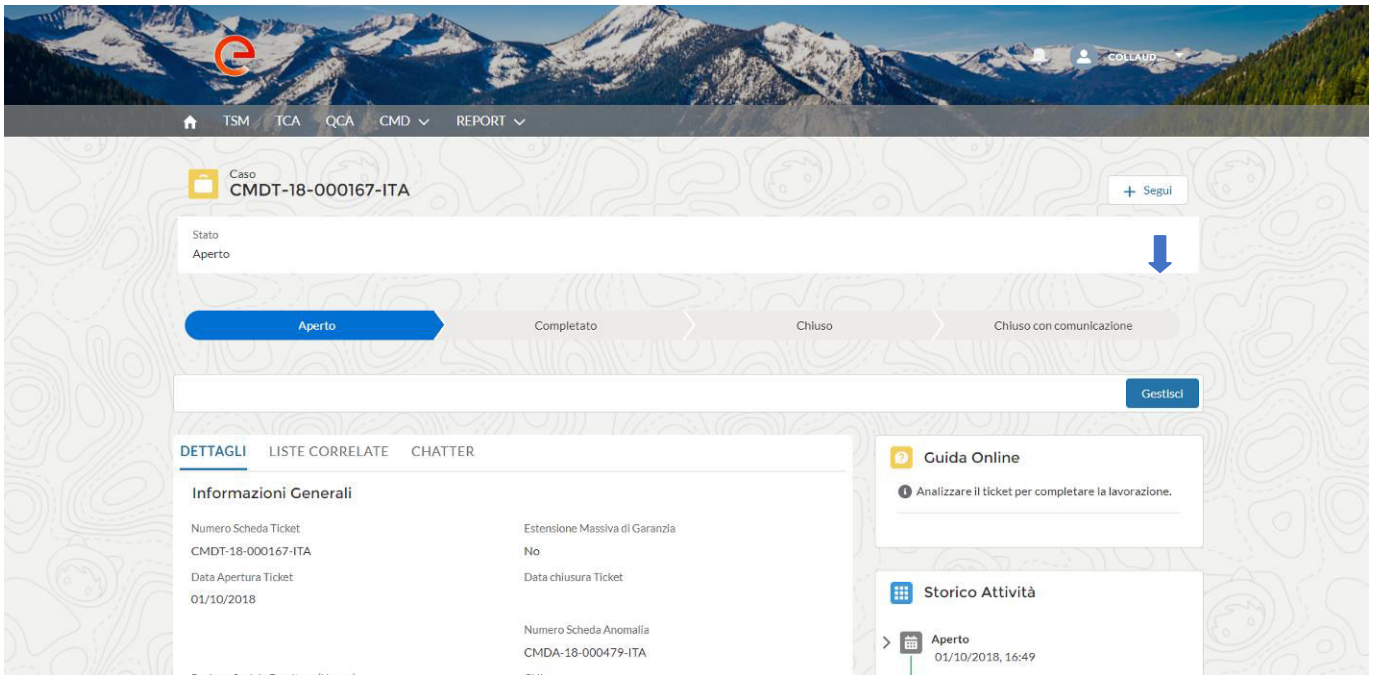 e
COLLAUD...
TSM TCA QCA CMD REPORT
Caso
CMDT-18-000167-ITA
+ Segui
Stato
Aperto
Aperto Completato Chiuso Chiuso con comunicazione
Gestisci
DETTAGLI LISTE CORRELATE CHATTER
Guida Online
Analizzare il ticket per completare la lavorazione.
Informazioni Generali
Numero Scheda Ticket Estensione Massiva di Garanzia
CMDT-18-000167-ITA No
Data Apertura Ticket Data chiusura Ticket
01/10/2018
Storico Attività
Numero Scheda Anomalia
CMDA-18-000479-ITA
Aperto
01/10/2018, 16:49